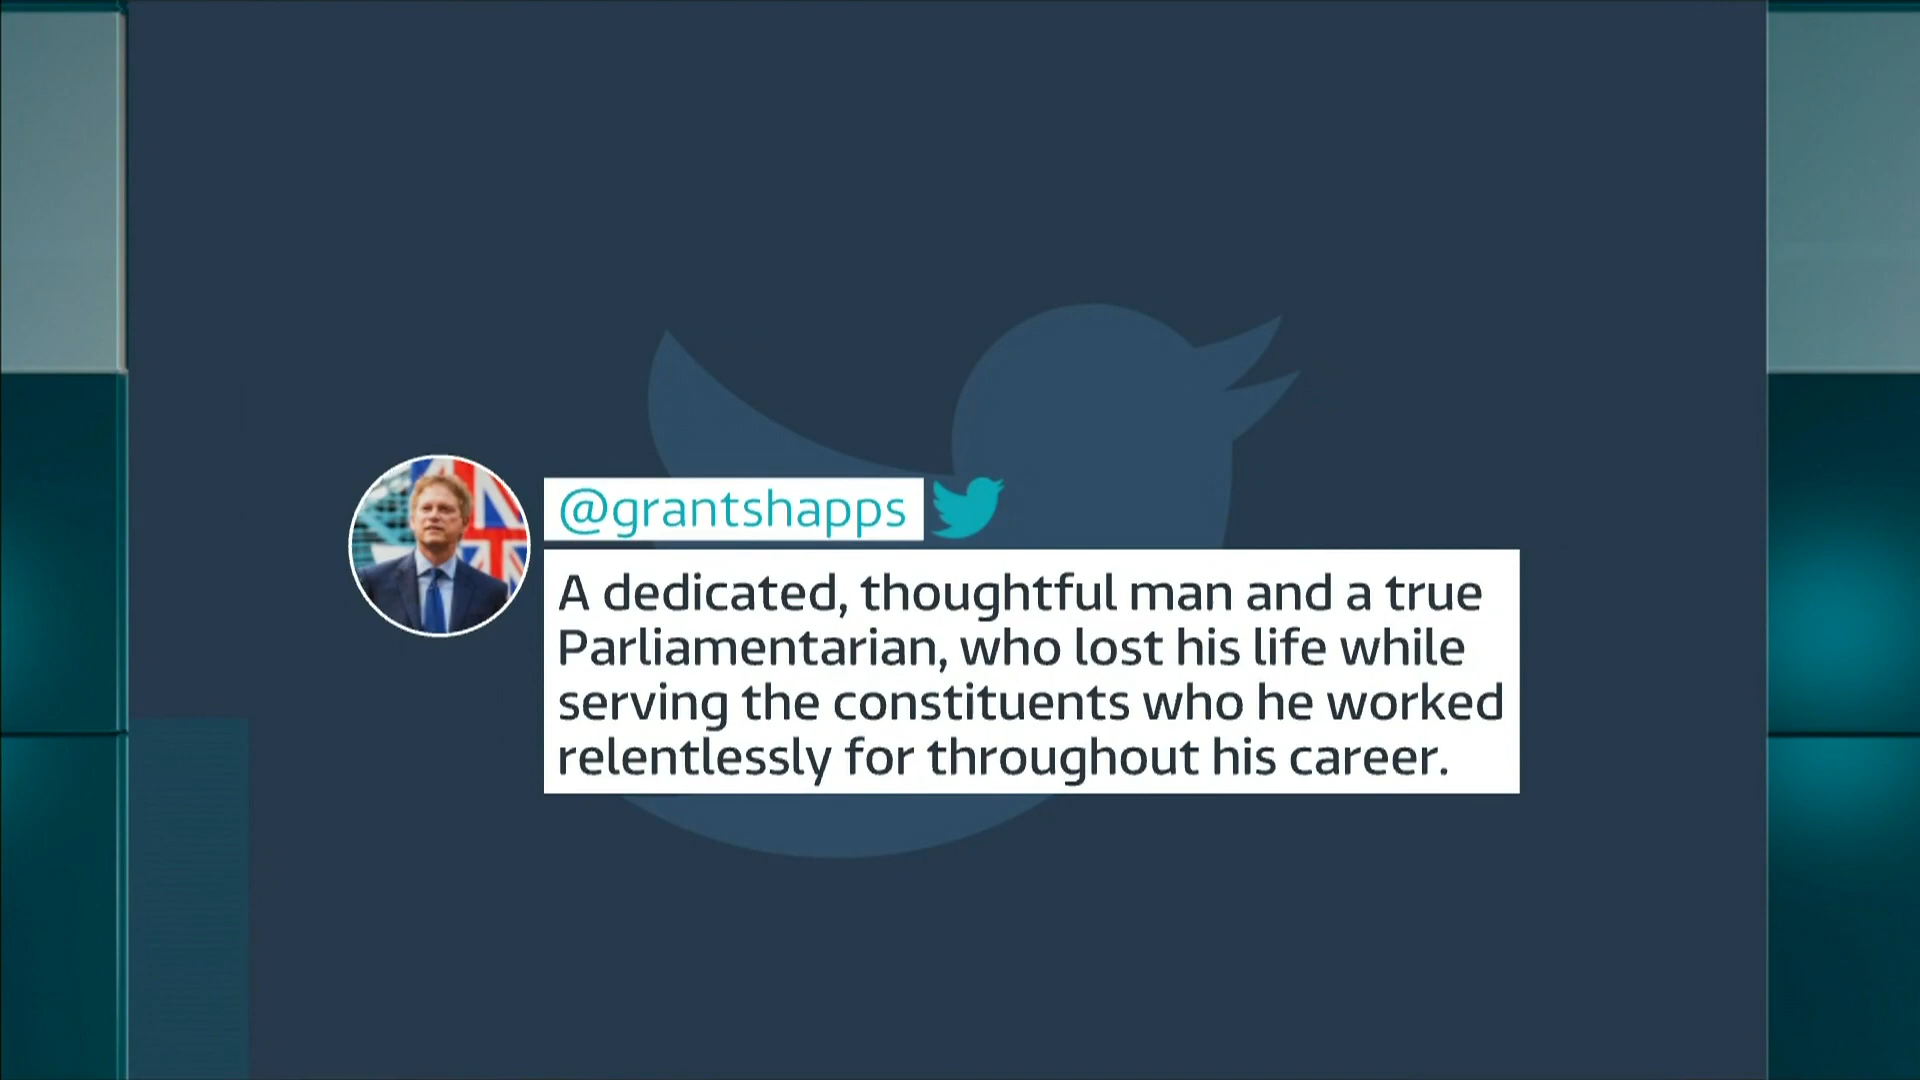 @grantshapps
A dedicated, thoughtful man and a true
Parliamentarian, who lost his life while
serving the constituents who he worked
relentlessly for throughout his career.